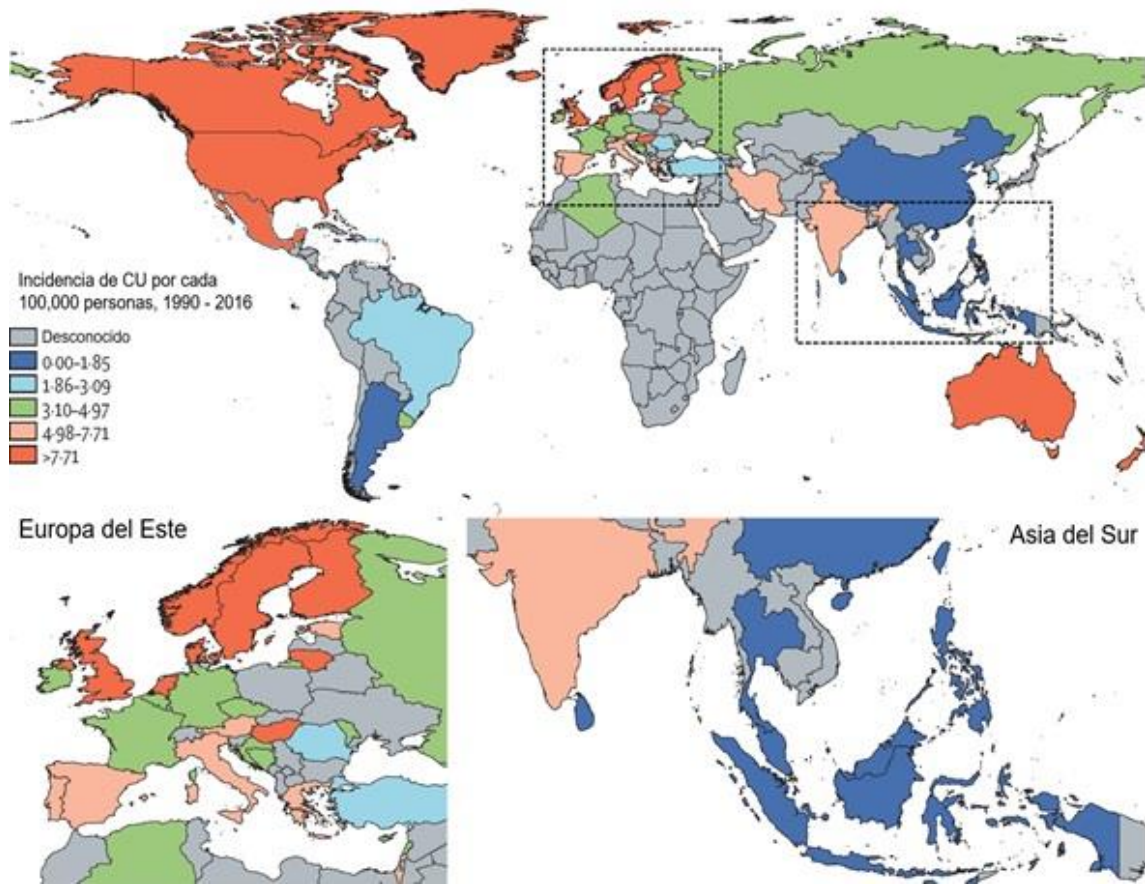 Incidencia de CU por cada
100,000 personas, 1990 - 2016
Desconocido
0·00–1·85
1·86–3·09
3·10–4·97
4·98–7·71
>7·71
Europa del Este
Asia del Sur